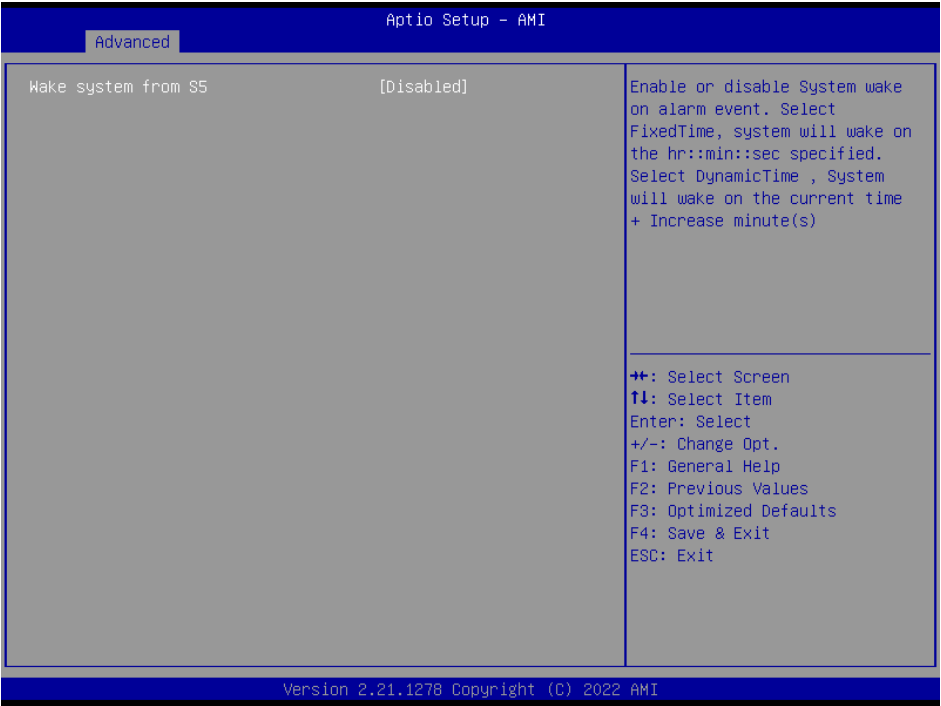 Aptio Setup – AMI
Advanced
Wake system from S5 [Disabled]
Enable or disable System wake
on alarm event. Select
FixedTime, system will wake on
the hr::min::sec specified.
Select DynamicTime , System
will wake on the current time
+ Increase minute(s)
→←: Select Screen
↑↓: Select Item
Enter: Select
+/-: Change Opt.
F1: General Help
F2: Previous Values
F3: Optimized Defaults
F4: Save & Exit
ESC: Exit
Version 2.21.1278 Copyright (C) 2022 AMI